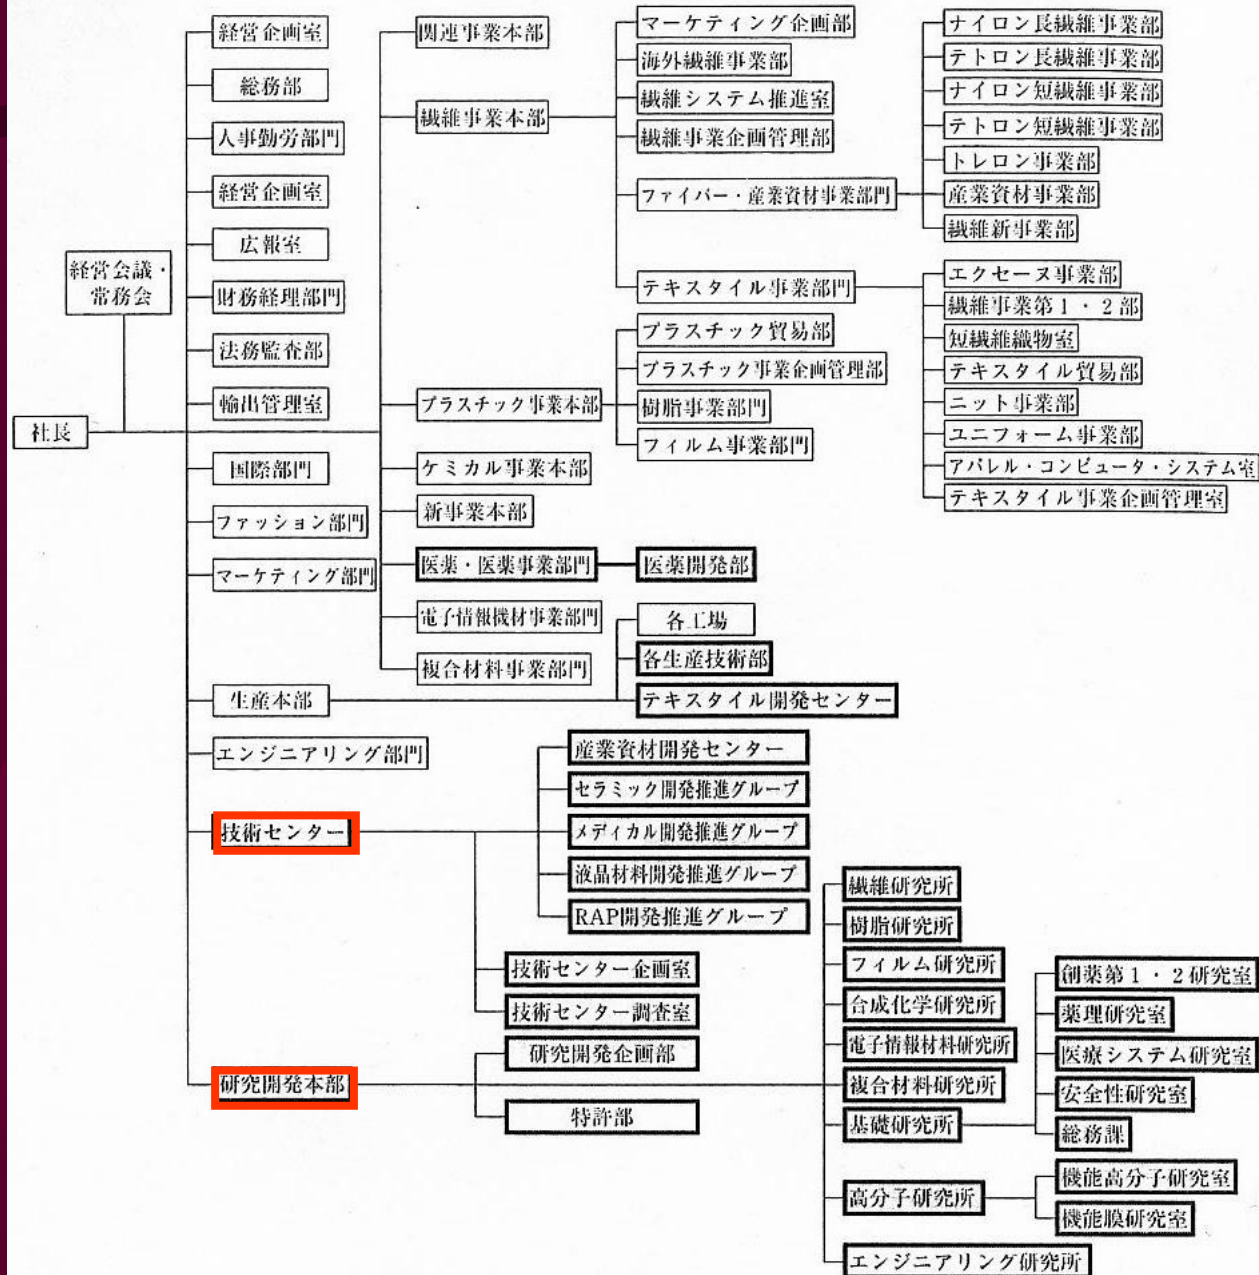 社長
経営会議・
常務会
経営企画室
総務部
人事勤労部門
経営企画室
広報室
財務経理部門
法務監査部
輸出管理室
国際部門
ファッション部門
マーケティング部門
生産本部
エンジニアリング部門
技術センター
研究開発本部
関連事業本部
繊維事業本部
プラスチック事業本部
ケミカル事業本部
新事業本部
医薬・医薬事業部門
電子情報機材事業部門
複合材料事業部門
マーケティング企画部
海外繊維事業部
繊維システム推進室
繊維事業企画管理部
ファイバー・産業資材事業部門
テキスタイル事業部門
プラスチック貿易部
プラスチック事業企画管理部
樹脂事業部門
フィルム事業部門
医薬開発部
各工場
各生産技術部
テキスタイル開発センター
ナイロン長繊維事業部
テトロン長繊維事業部
ナイロン短繊維事業部
テトロン短繊維事業部
トレロン事業部
産業資材事業部
繊維新事業部
エクセーヌ事業部
繊維事業第1・2部
短繊維織物室
テキスタイル貿易部
ニット事業部
ユニフォーム事業部
アパレル・コンピュータ・システム室
テキスタイル事業企画管理室
産業資材開発センター
セラミック開発推進グループ
メディカル開発推進グループ
液晶材料開発推進グループ
RAP開発推進グループ
技術センター企画室
技術センター調査室
研究開発企画部
特許部
繊維研究所
樹脂研究所
フィルム研究所
合成化学研究所
電子情報材料研究所
複合材料研究所
基礎研究所
高分子研究所
エンジニアリング研究所
創薬第1・2研究室
薬理研究室
医療システム研究室
安全性研究室
総務課
機能高分子研究室
機能膜研究室